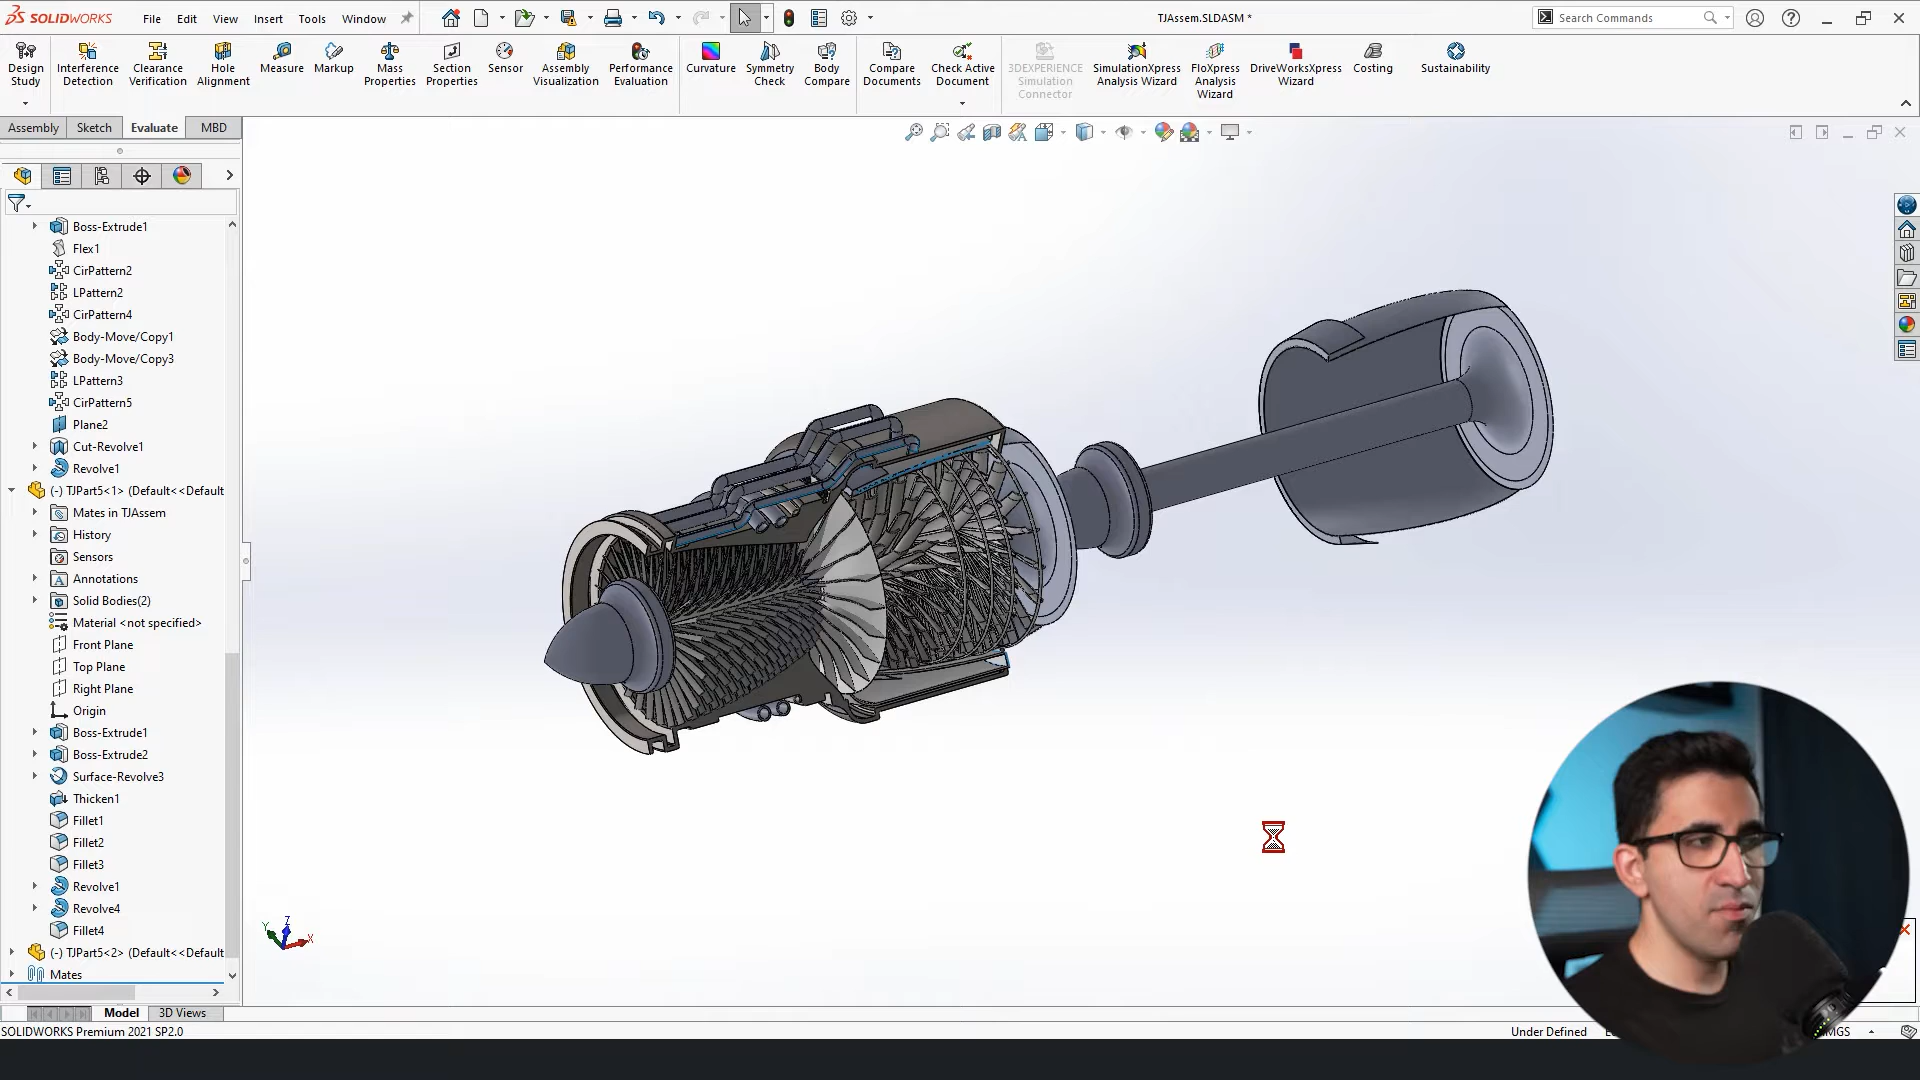 SOLIDWORKS File Edit View Insert Tools Window TJAssem.SLDASM * Search Commands
Design Study
Interference Detection
Clearance Verification
Hole Alignment
Measure
Markup
Mass Properties
Section Properties
Sensor
Assembly Visualization
Performance Evaluation
Curvature
Symmetry Check
Body Compare
Compare Documents
Check Active Document
3DEXPERIENCE Simulation Connector
SimulationXpress Analysis Wizard
FloXpress Analysis Wizard
DriveWorksXpress Wizard
Costing
Sustainability
Assembly Sketch Evaluate MBD
Boss-Extrude1
Flex1
CirPattern2
LPattern2
CirPattern4
Body-Move/Copy1
Body-Move/Copy3
LPattern3
CirPattern5
Plane2
Cut-Revolve1
Revolve1
(-) TJPart5<1> (Default<<Default
Mates in TJAssem
History
Sensors
Annotations
Solid Bodies(2)
Material <not specified>
Front Plane
Top Plane
Right Plane
Origin
Boss-Extrude1
Boss-Extrude2
Surface-Revolve3
Thicken1
Fillet1
Fillet2
Fillet3
Revolve1
Revolve4
Fillet4
(-) TJPart5<2> (Default<<Default
Mates
Y Z X
Model 3D Views
SOLIDWORKS Premium 2021 SP2.0 Under Defined MGS